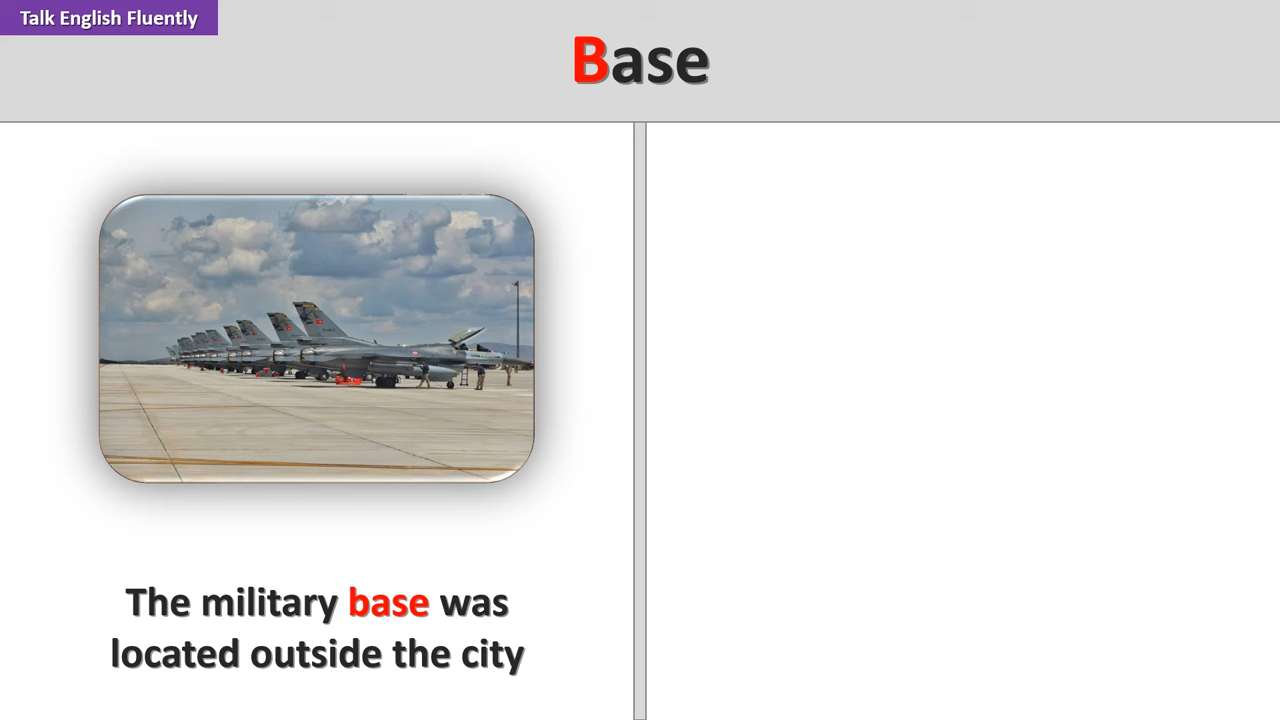 Talk English Fluently
Base
The military base was
located outside the city